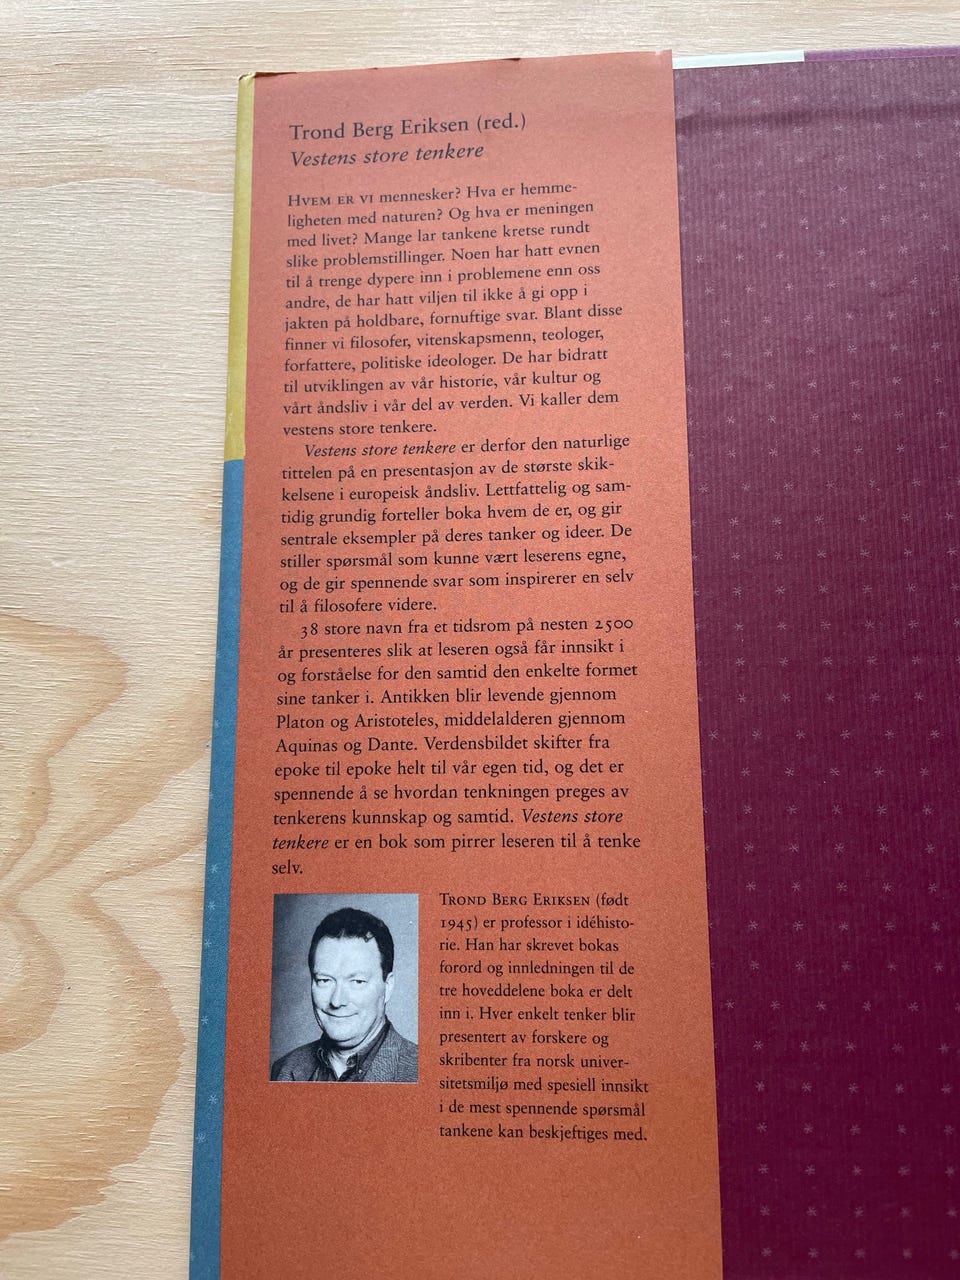 Trond Berg Eriksen (red.)
Vestens store tenkere
HVEM ER VI mennesker? Hva er hemme-
ligheten med naturen? Og hva er meningen
med livet? Mange lar tankene kretse rundt
slike problemstillinger. Noen har hatt evnen
til å trenge dypere inn i problemene enn oss
andre, de har hatt viljen til ikke å gi opp i
jakten på holdbare, fornuftige svar. Blant disse
finner vi filosofer, vitenskapsmenn, teologer,
forfattere, politiske ideologer. De har bidratt
til utviklingen av vår historie, vår kultur og
vårt åndsliv i vår del av verden. Vi kaller dem
vestens store tenkere.
Vestens store tenkere er derfor den naturlige
tittelen på en presentasjon av de største skik-
kelsene i europeisk åndsliv. Lettfattelig og sam-
tidig grundig forteller boka hvem de er, og gir
sentrale eksempler på deres tanker og ideer. De
stiller spørsmål som kunne vært leserens egne,
og de gir spennende svar som inspirerer en selv
til å filosofere videre.
38 store navn fra et tidsrom på nesten 2500
år presenteres slik at leseren også får innsikt i
og forståelse for den samtid den enkelte formet
sine tanker i. Antikken blir levende gjennom
Platon og Aristoteles, middelalderen gjennom
Aquinas og Dante. Verdensbildet skifter fra
epoke til epoke helt til vår egen tid, og det er
spennende å se hvordan tenkningen preges av
tenkerens kunnskap og samtid. Vestens store
tenkere er en bok som pirrer leseren til å tenke
selv.
TROND BERG ERIKSEN (født
1945) er professor i idéhisto-
rie. Han har skrevet bokas
forord og innledningen til de
tre hoveddelene boka er delt
inn i. Hver enkelt tenker blir
presentert av forskere og
skribenter fra norsk univer-
sitetsmiljø med spesiell innsikt
i de mest spennende spørsmål
tankene kan beskjeftiges med.